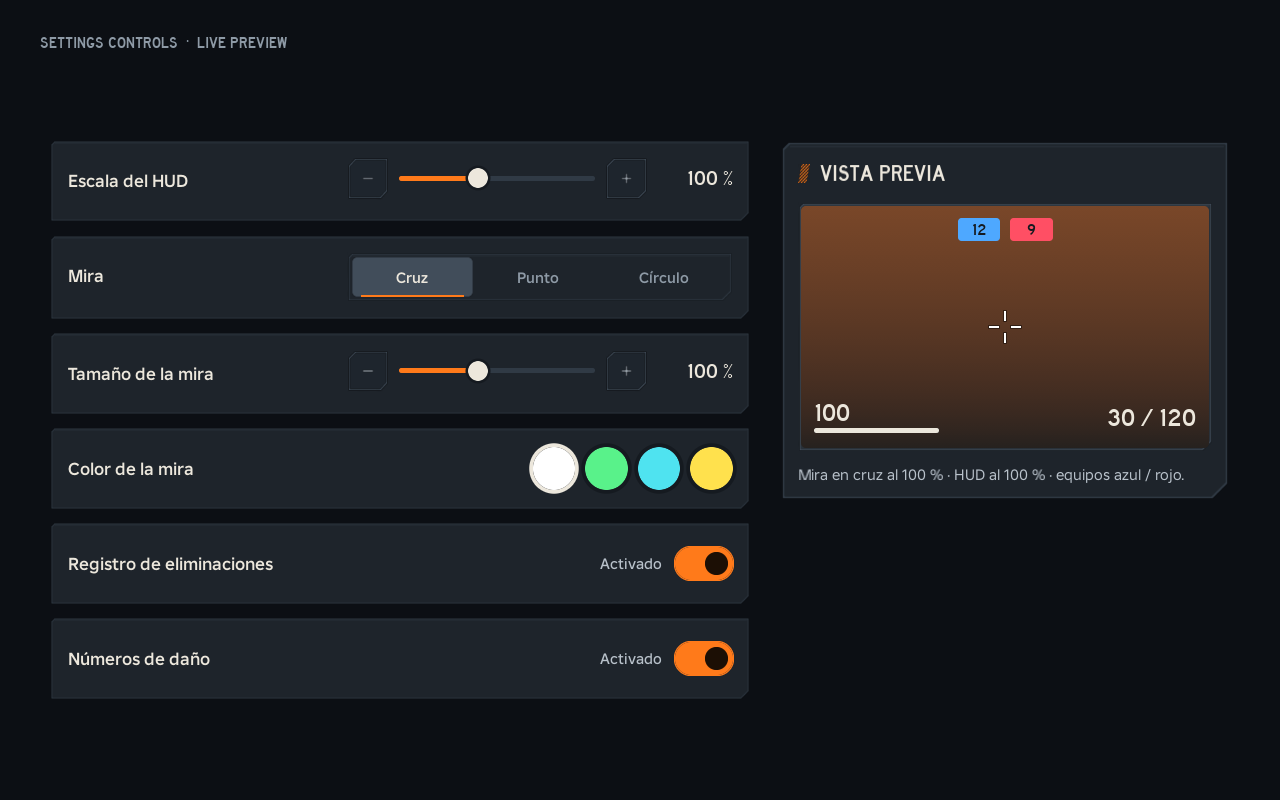 SETTINGS CONTROLS · LIVE PREVIEW
Escala del HUD
− + 100 %
Mira
Cruz Punto Círculo
Tamaño de la mira
− + 100 %
Color de la mira
Registro de eliminaciones
Activado
Números de daño
Activado
VISTA PREVIA
12 9
100
30 / 120
Mira en cruz al 100 % · HUD al 100 % · equipos azul / rojo.